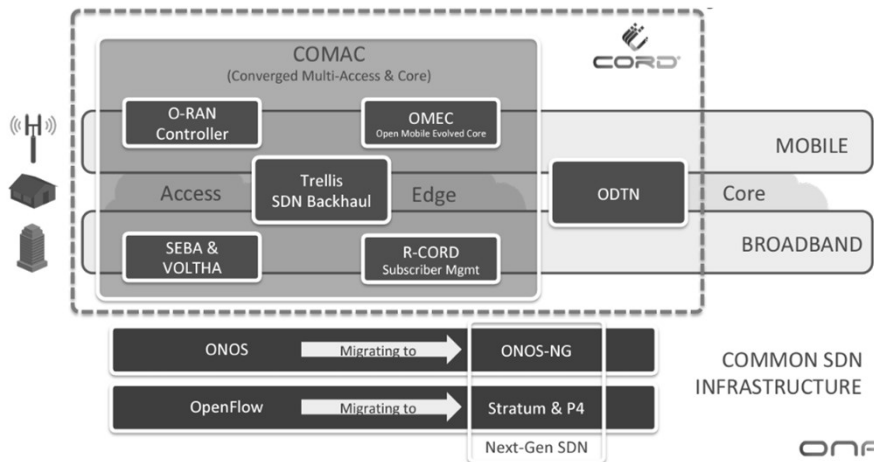 COMAC
(Converged Multi-Access & Core)
CORD
O-RAN
Controller
OMEC
Open Mobile Evolved Core
MOBILE
Access
Trellis
SDN Backhaul
Edge
ODTN
Core
SEBA &
VOLTHA
R-CORD
Subscriber Mgmt
BROADBAND
ONOS
Migrating to
ONOS-NG
COMMON SDN
INFRASTRUCTURE
OpenFlow
Migrating to
Stratum & P4
Next-Gen SDN